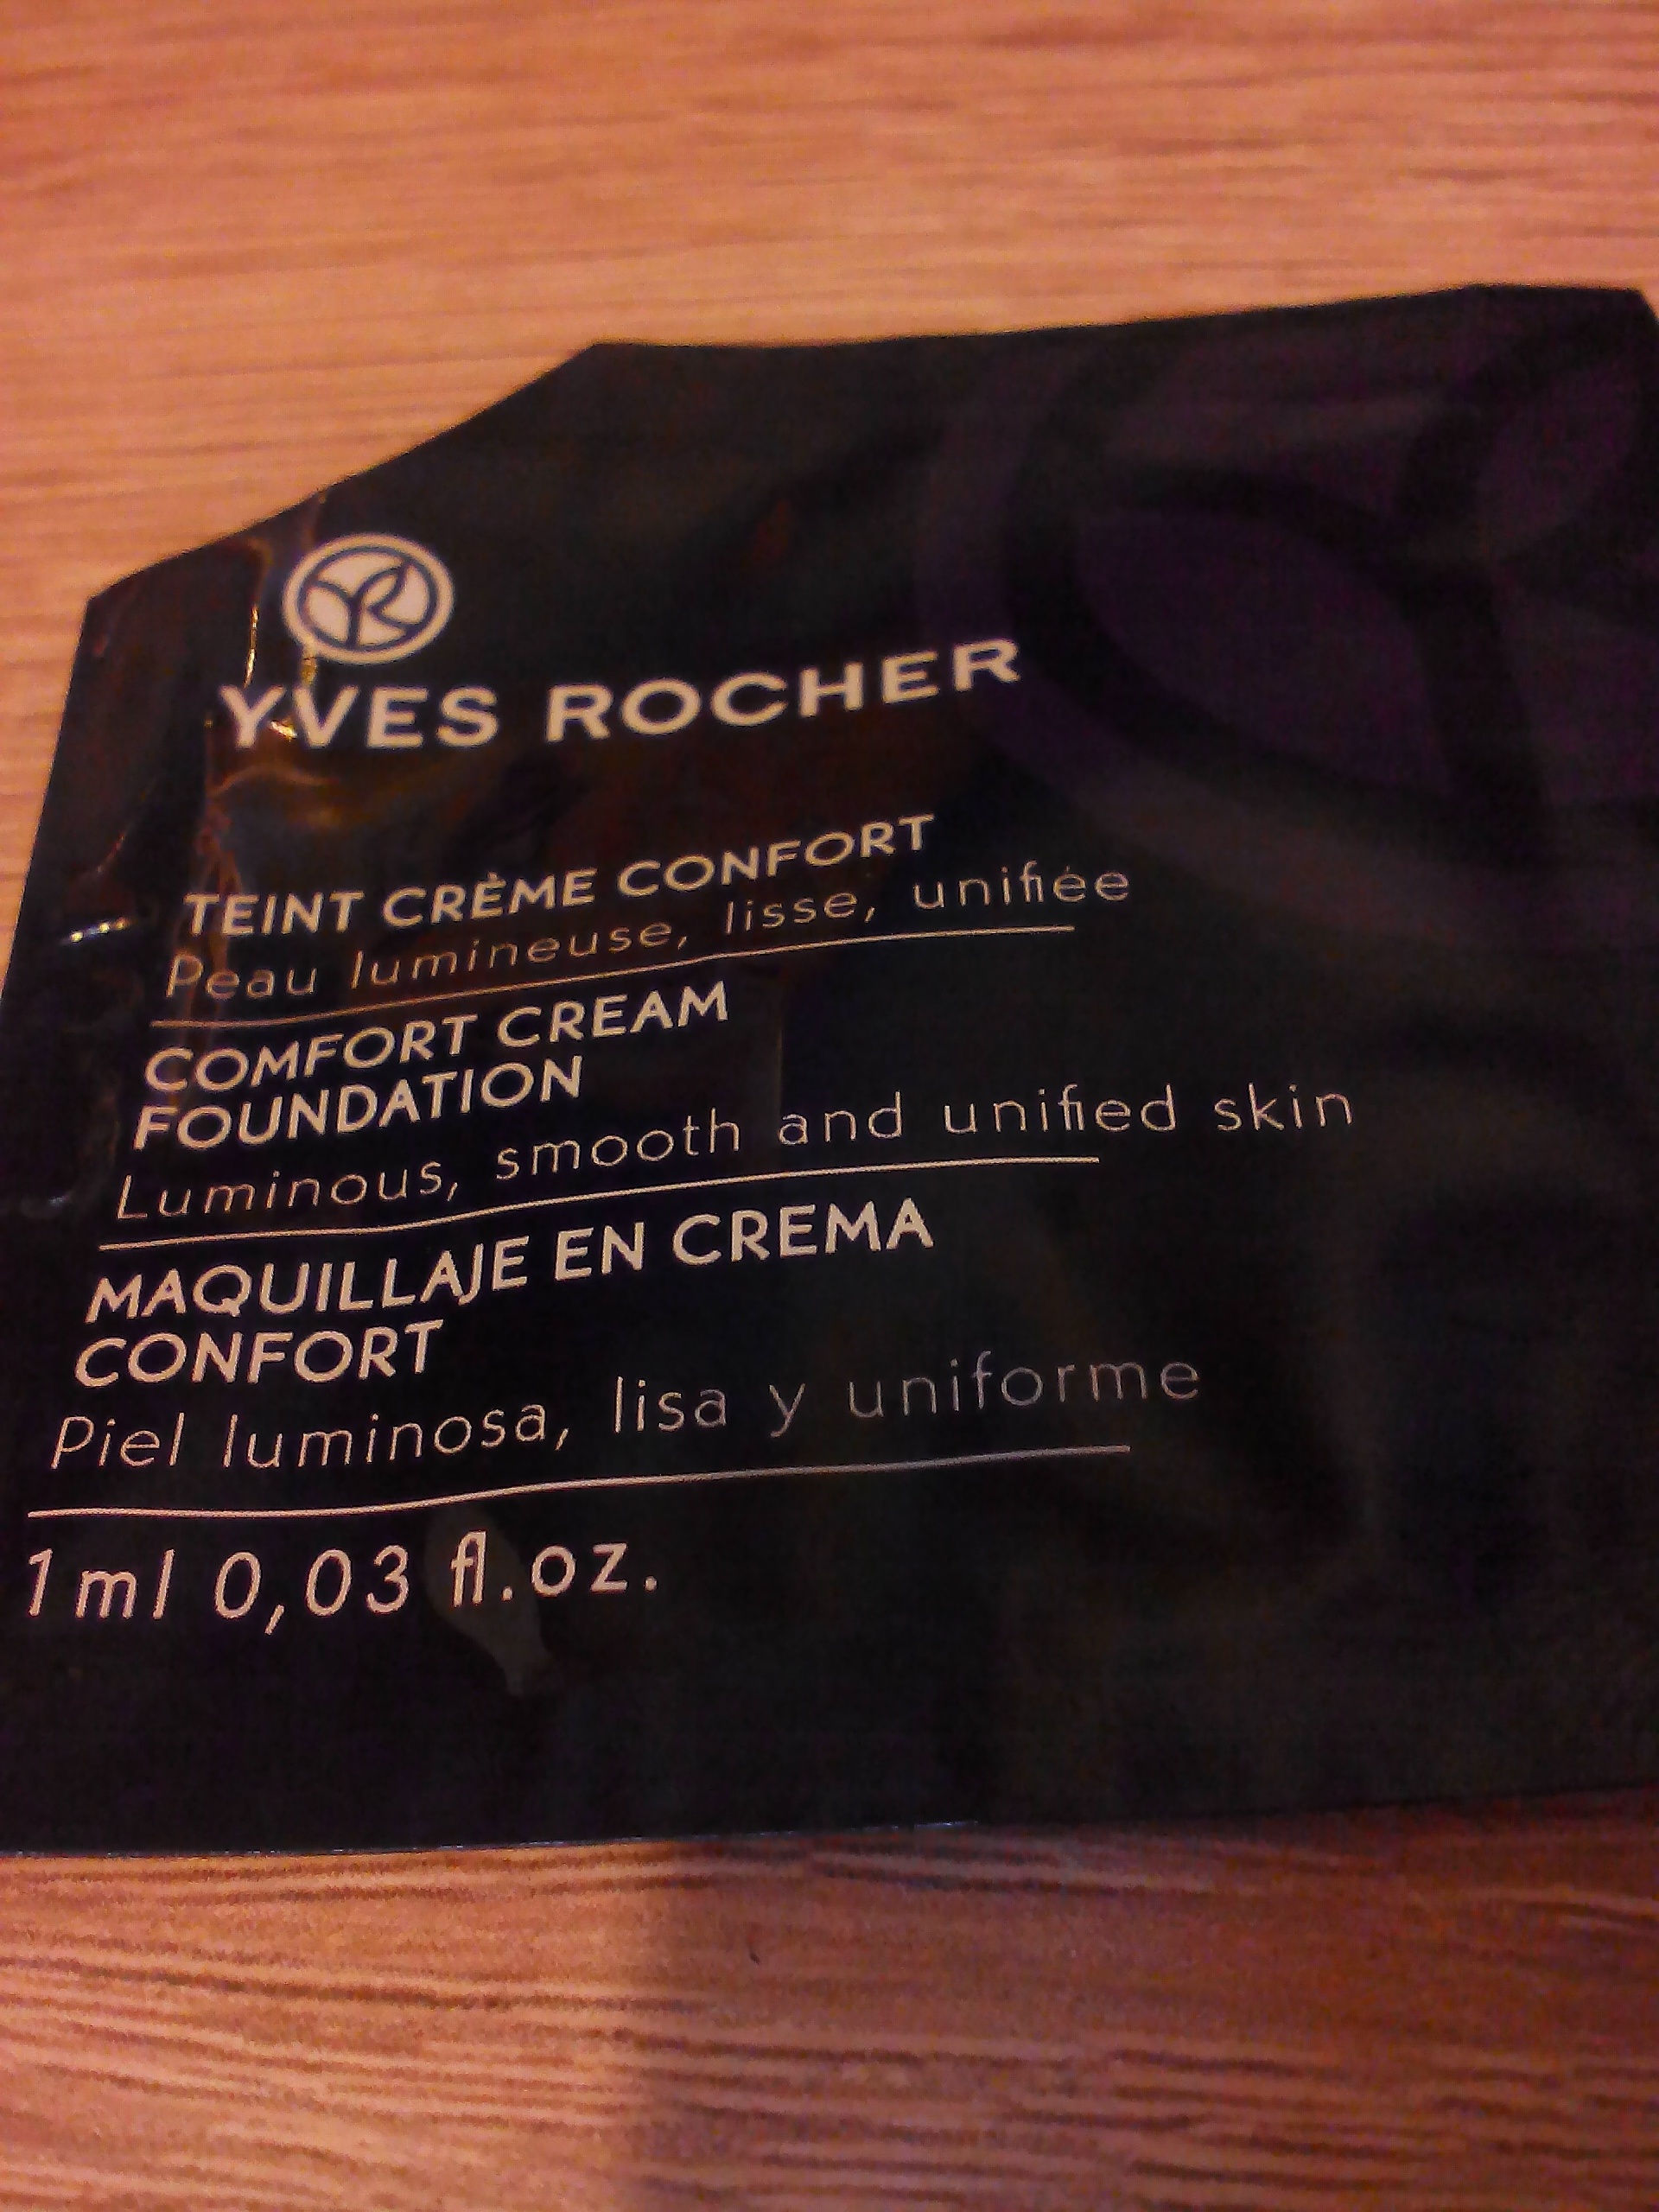 YR
YVES ROCHER
TEINT CRÈME CONFORT
Peau lumineuse, lisse, unifiée
COMFORT CREAM
FOUNDATION
Luminous, smooth and unified skin
MAQUILLAJE EN CREMA
CONFORT
Piel luminosa, lisa y uniforme
1ml 0,03 fl.oz.